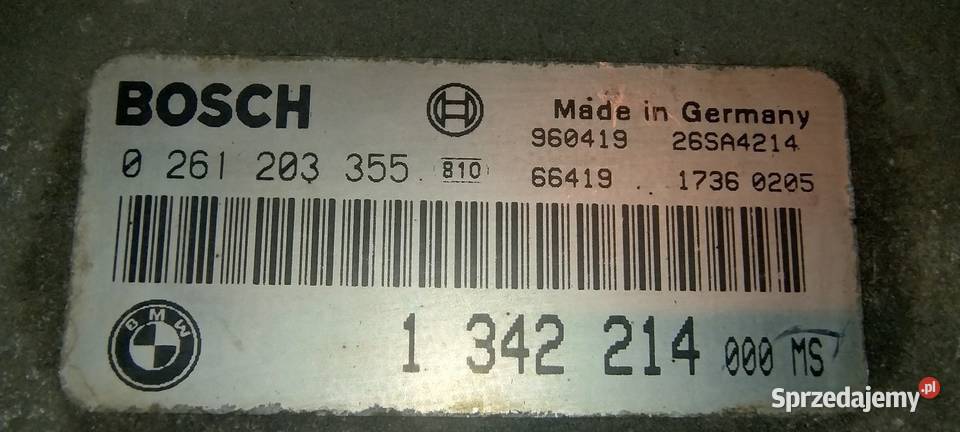 BOSCH
Made in Germany
960419 26SA4214
0 261 203 355 810
66419 .. 1736 0205
BMW
1 342 214 000 MS
Sprzedajemy.pl